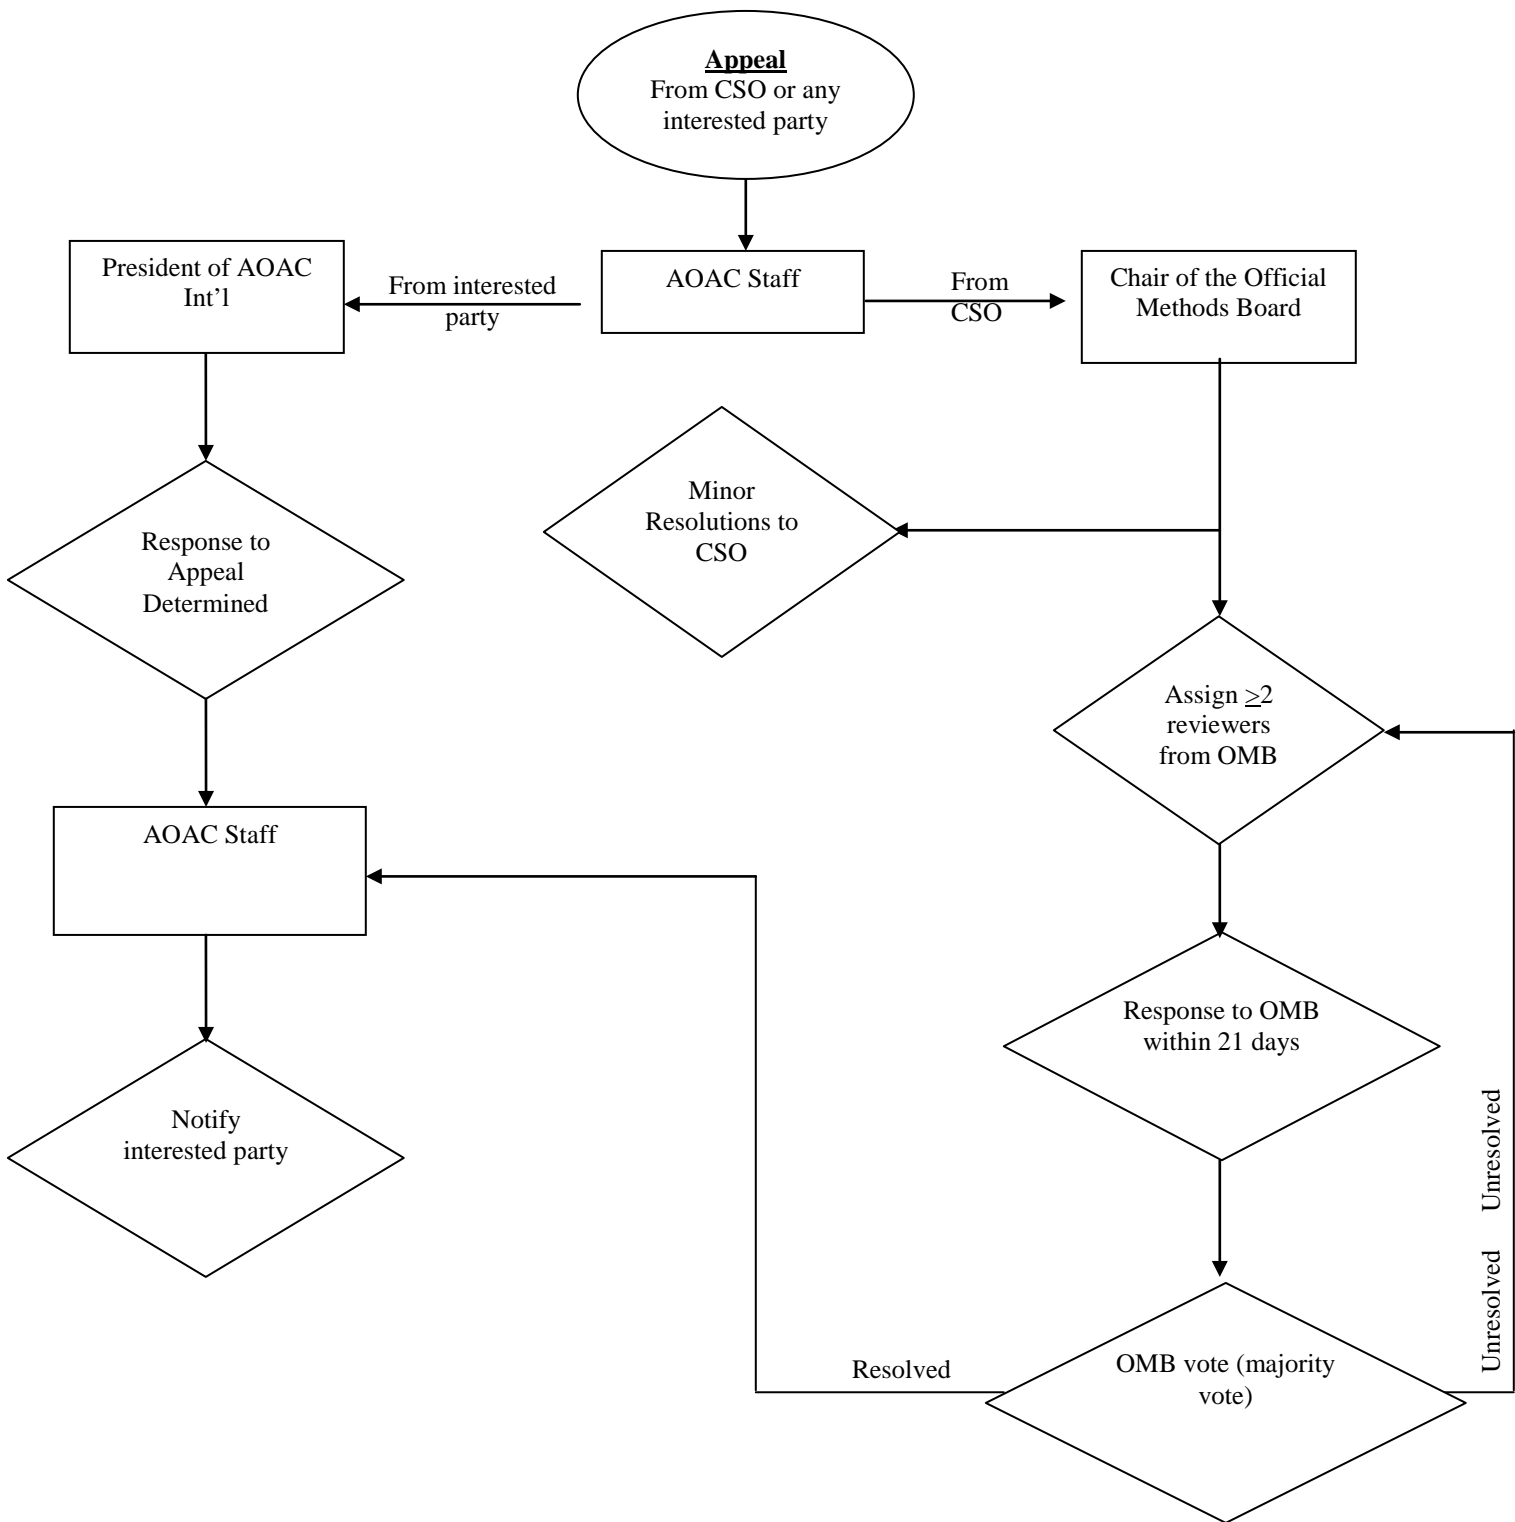 Appeal
From CSO or any
interested party
President of AOAC
Int’l
From interested
party
AOAC Staff
From
CSO
Chair of the Official
Methods Board
Minor
Resolutions to
CSO
Response to
Appeal
Determined
Assign ≥2
reviewers
from OMB
AOAC Staff
Response to OMB
within 21 days
Notify
interested party
Unresolved
Unresolved
Resolved
OMB vote (majority
vote)